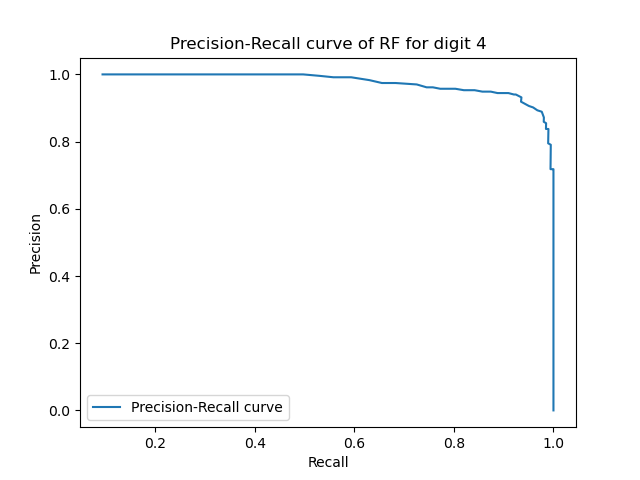 Precision-Recall curve of RF for digit 4
1.0
0.8
0.6
0.4
0.2
0.0
Precision
Precision-Recall curve
0.2 0.4 0.6 0.8 1.0
Recall